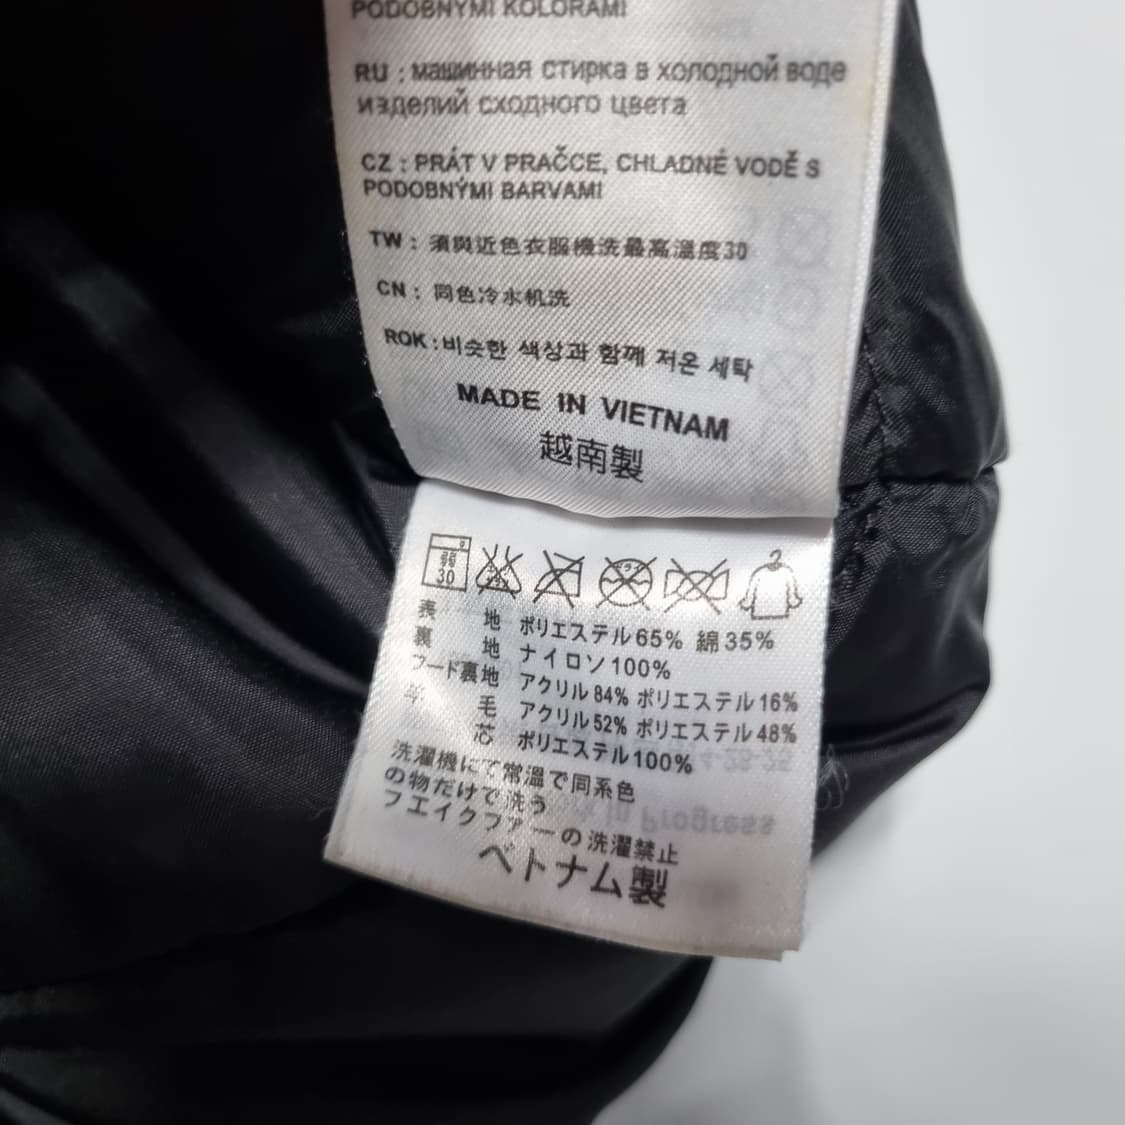 PODOBNYMI KOLORAMI
RU : машинная стирка в холодной воде
изделий сходного цвета
CZ : PRÁT V PRAČCE, CHLADNÉ VODĚ S
PODOBNÝMI BARVAMI
TW : 須與近色衣服機洗最高溫度30
CN : 同色冷水机洗
ROK : 비슷한 색상과 함께 저온 세탁
MADE IN VIETNAM
越南製
弱
30
表 地 ポリエステル65% 綿35%
裏 地 ナイロン100%
フード裏地 アクリル84% ポリエステル16%
毛 アクリル52% ポリエステル48%
芯 ポリエステル100%
洗濯機にて常温で同系色
の物だけで洗う
フェイクファーの洗濯禁止
ベトナム製